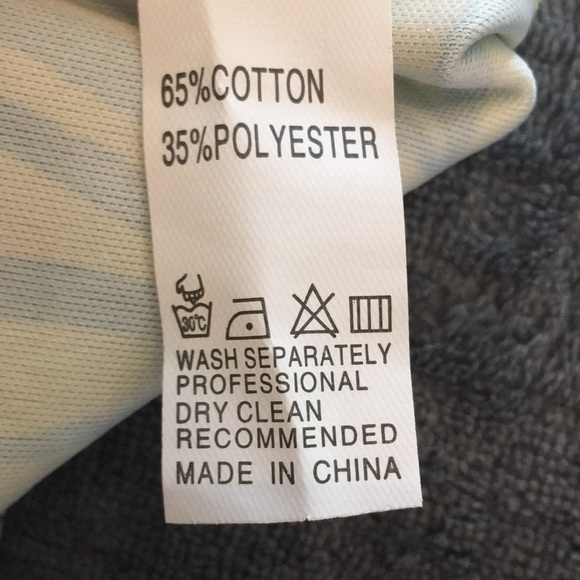 65%COTTON
35%POLYESTER
30°C
WASH SEPARATELY
PROFESSIONAL
DRY CLEAN
RECOMMENDED
MADE IN CHINA